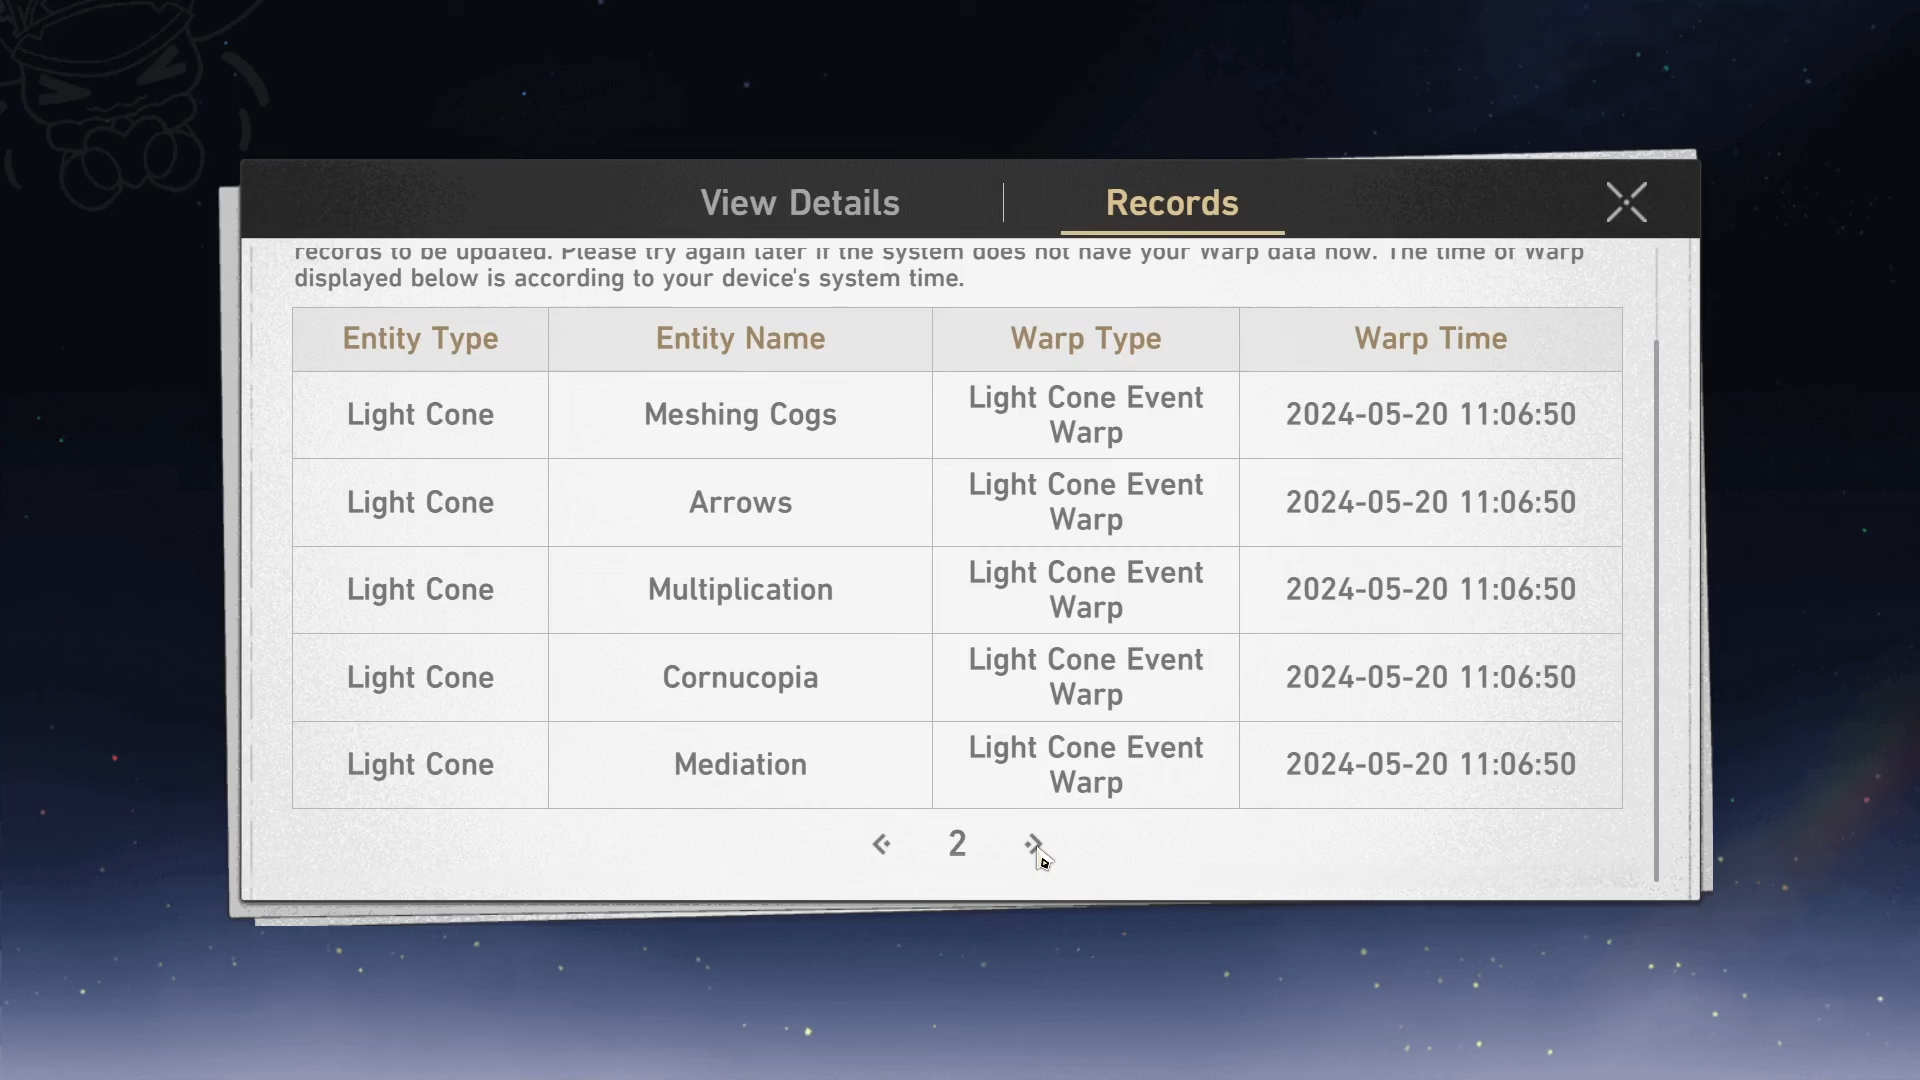 View Details
Records
records to be updated. Please try again later if the system does not have your Warp data now. The time of Warp
displayed below is according to your device's system time.
Entity Type Entity Name Warp Type Warp Time
Light Cone Meshing Cogs Light Cone Event Warp 2024-05-20 11:06:50
Light Cone Arrows Light Cone Event Warp 2024-05-20 11:06:50
Light Cone Multiplication Light Cone Event Warp 2024-05-20 11:06:50
Light Cone Cornucopia Light Cone Event Warp 2024-05-20 11:06:50
Light Cone Mediation Light Cone Event Warp 2024-05-20 11:06:50
2